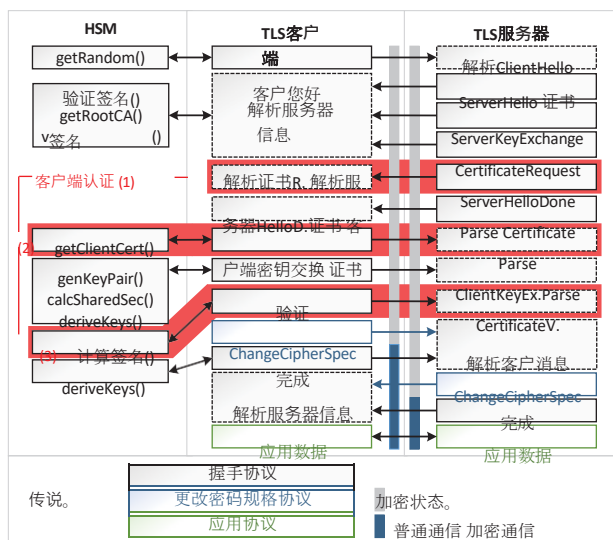 HSM
TLS客户
端
TLS服务器
getRandom()
解析ClientHello
验证签名()
getRootCA()
v签名 ()
客户您好
解析服务器
信息
ServerHello 证书
ServerKeyExchange
客户端认证 (1)
解析证书R、解析服
CertificateRequest
ServerHelloDone
(2)
getClientCert()
务器HelloD.证书 客
Parse Certificate
genKeyPair()
calcSharedSec()
deriveKeys()
户端密钥交换 证书
Parse
验证
ClientKeyEx.Parse
(3)
计算签名()
CertificateV.
解析客户消息
deriveKeys()
ChangeCipherSpec
完成
解析服务器信息
ChangeCipherSpec
完成
应用数据
应用数据
传说。
握手协议
更改密码规格协议
应用协议
加密状态。
普通通信 加密通信